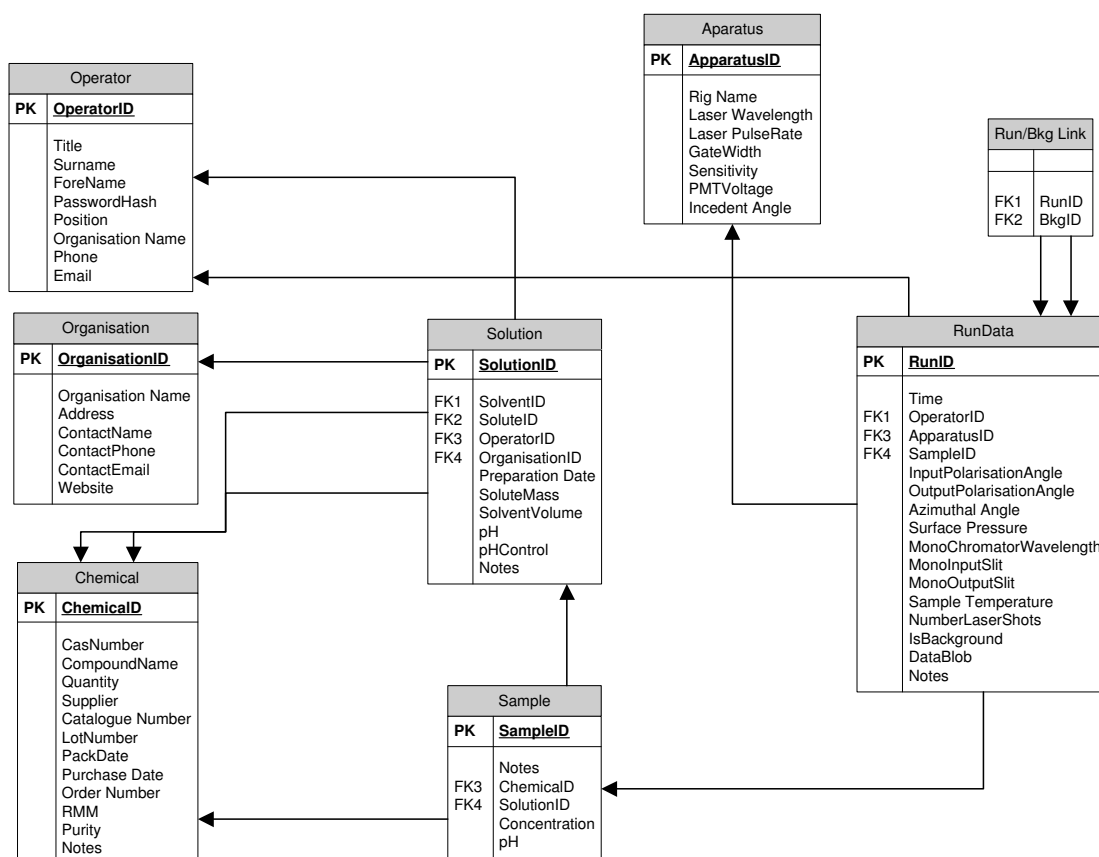 Aparatus
PK ApparatusID
Rig Name
Laser Wavelength
Laser PulseRate
GateWidth
Sensitivity
PMTVoltage
Incedent Angle
Operator
PK OperatorID
Title
Surname
ForeName
PasswordHash
Position
Organisation Name
Phone
Email
Run/Bkg Link
FK1 RunID
FK2 BkgID
Organisation
PK OrganisationID
Organisation Name
Address
ContactName
ContactPhone
ContactEmail
Website
Solution
PK SolutionID
FK1 SolventID
FK2 SoluteID
FK3 OperatorID
FK4 OrganisationID
Preparation Date
SoluteMass
SolventVolume
pH
pHControl
Notes
RunData
PK RunID
Time
FK1 OperatorID
FK3 ApparatusID
FK4 SampleID
InputPolarisationAngle
OutputPolarisationAngle
Azimuthal Angle
Surface Pressure
MonoChromatorWavelength
MonoInputSlit
MonoOutputSlit
Sample Temperature
NumberLaserShots
IsBackground
DataBlob
Notes
Chemical
PK ChemicalD
CasNumber
CompoundName
Quantity
Supplier
Catalogue Number
LotNumber
PackDate
Purchase Date
Order Number
RMM
Purity
Notes
Sample
PK SampleID
Notes
FK3 ChemicalD
FK4 SolutionID
Concentration
pH